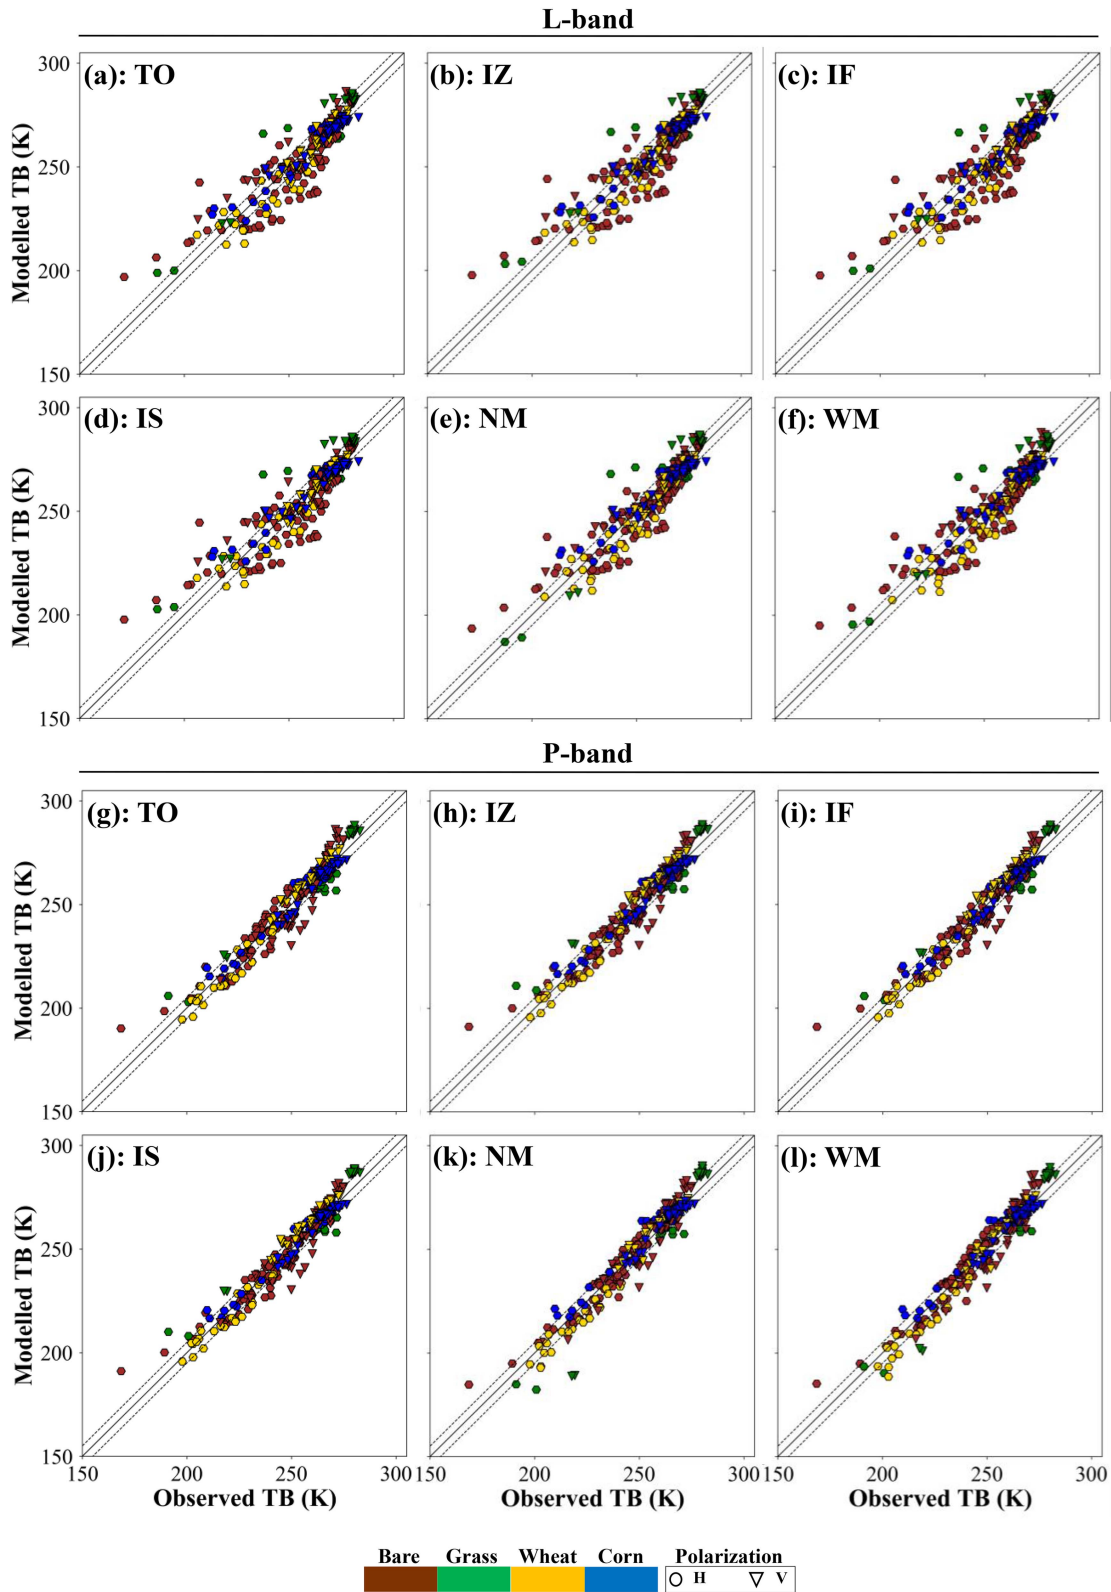 L-band
(a): TO
(b): IZ
(c): IF
300
250
200
150
Modelled TB (K)
(d): IS
(e): NM
(f): WM
300
250
200
150
Modelled TB (K)
P-band
(g): TO
(h): IZ
(i): IF
300
250
200
150
Modelled TB (K)
(j): IS
(k): NM
(l): WM
300
250
200
150
Modelled TB (K)
150 200 250 300 150 200 250 300 150 200 250 300
Observed TB (K) Observed TB (K) Observed TB (K)
Bare Grass Wheat Corn Polarization
H V